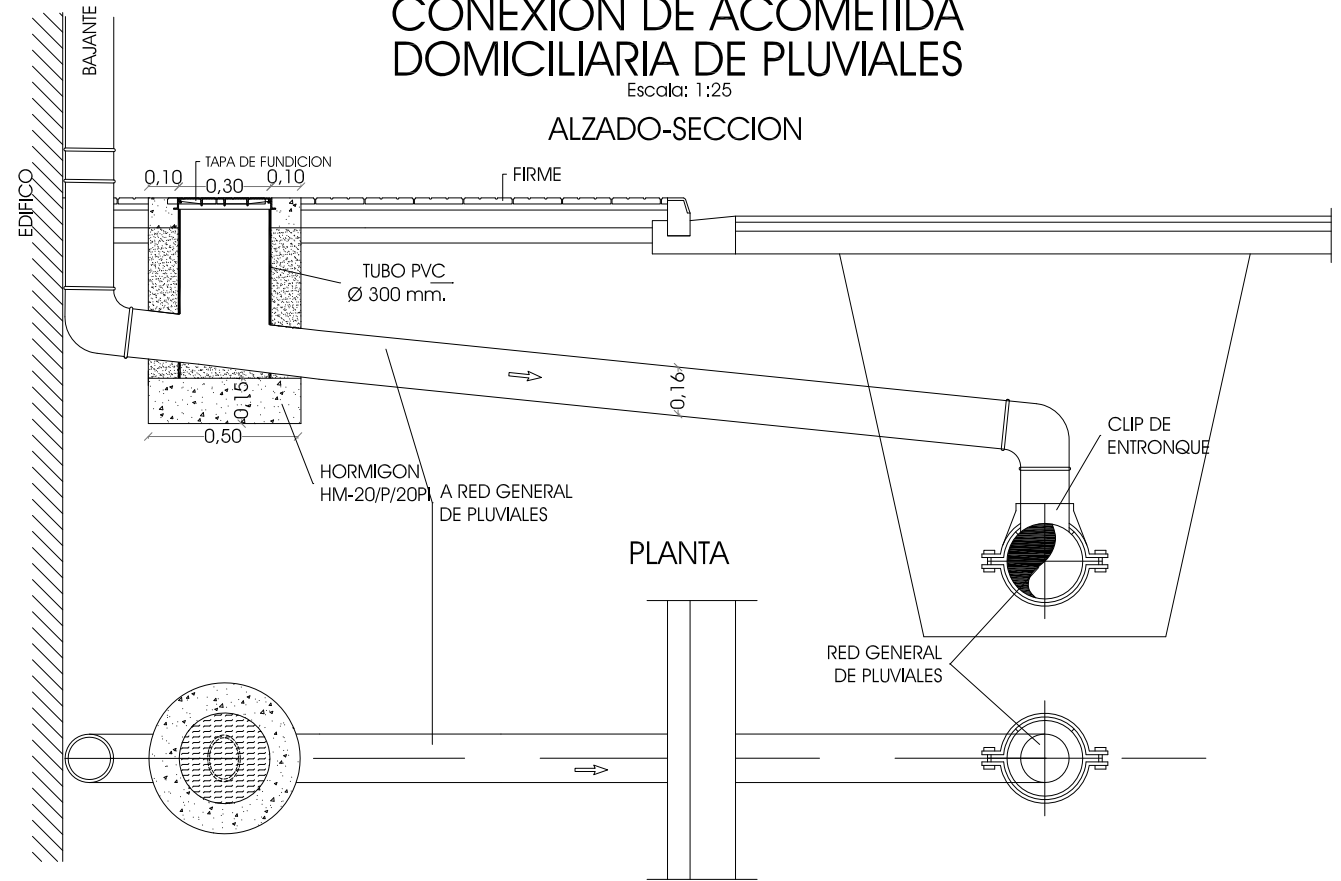 CONEXION DE ACOMETIDA
DOMICILIARIA DE PLUVIALES
Escala: 1:25
ALZADO-SECCION
BAJANTE
EDIFICO
TAPA DE FUNDICION
0,10
0,30
0,10
FIRME
TUBO PVC
Ø 300 mm.
0,16
0,15
0,50
CLIP DE
ENTRONQUE
HORMIGON
HM-20/P/20PI
A RED GENERAL
DE PLUVIALES
PLANTA
RED GENERAL
DE PLUVIALES